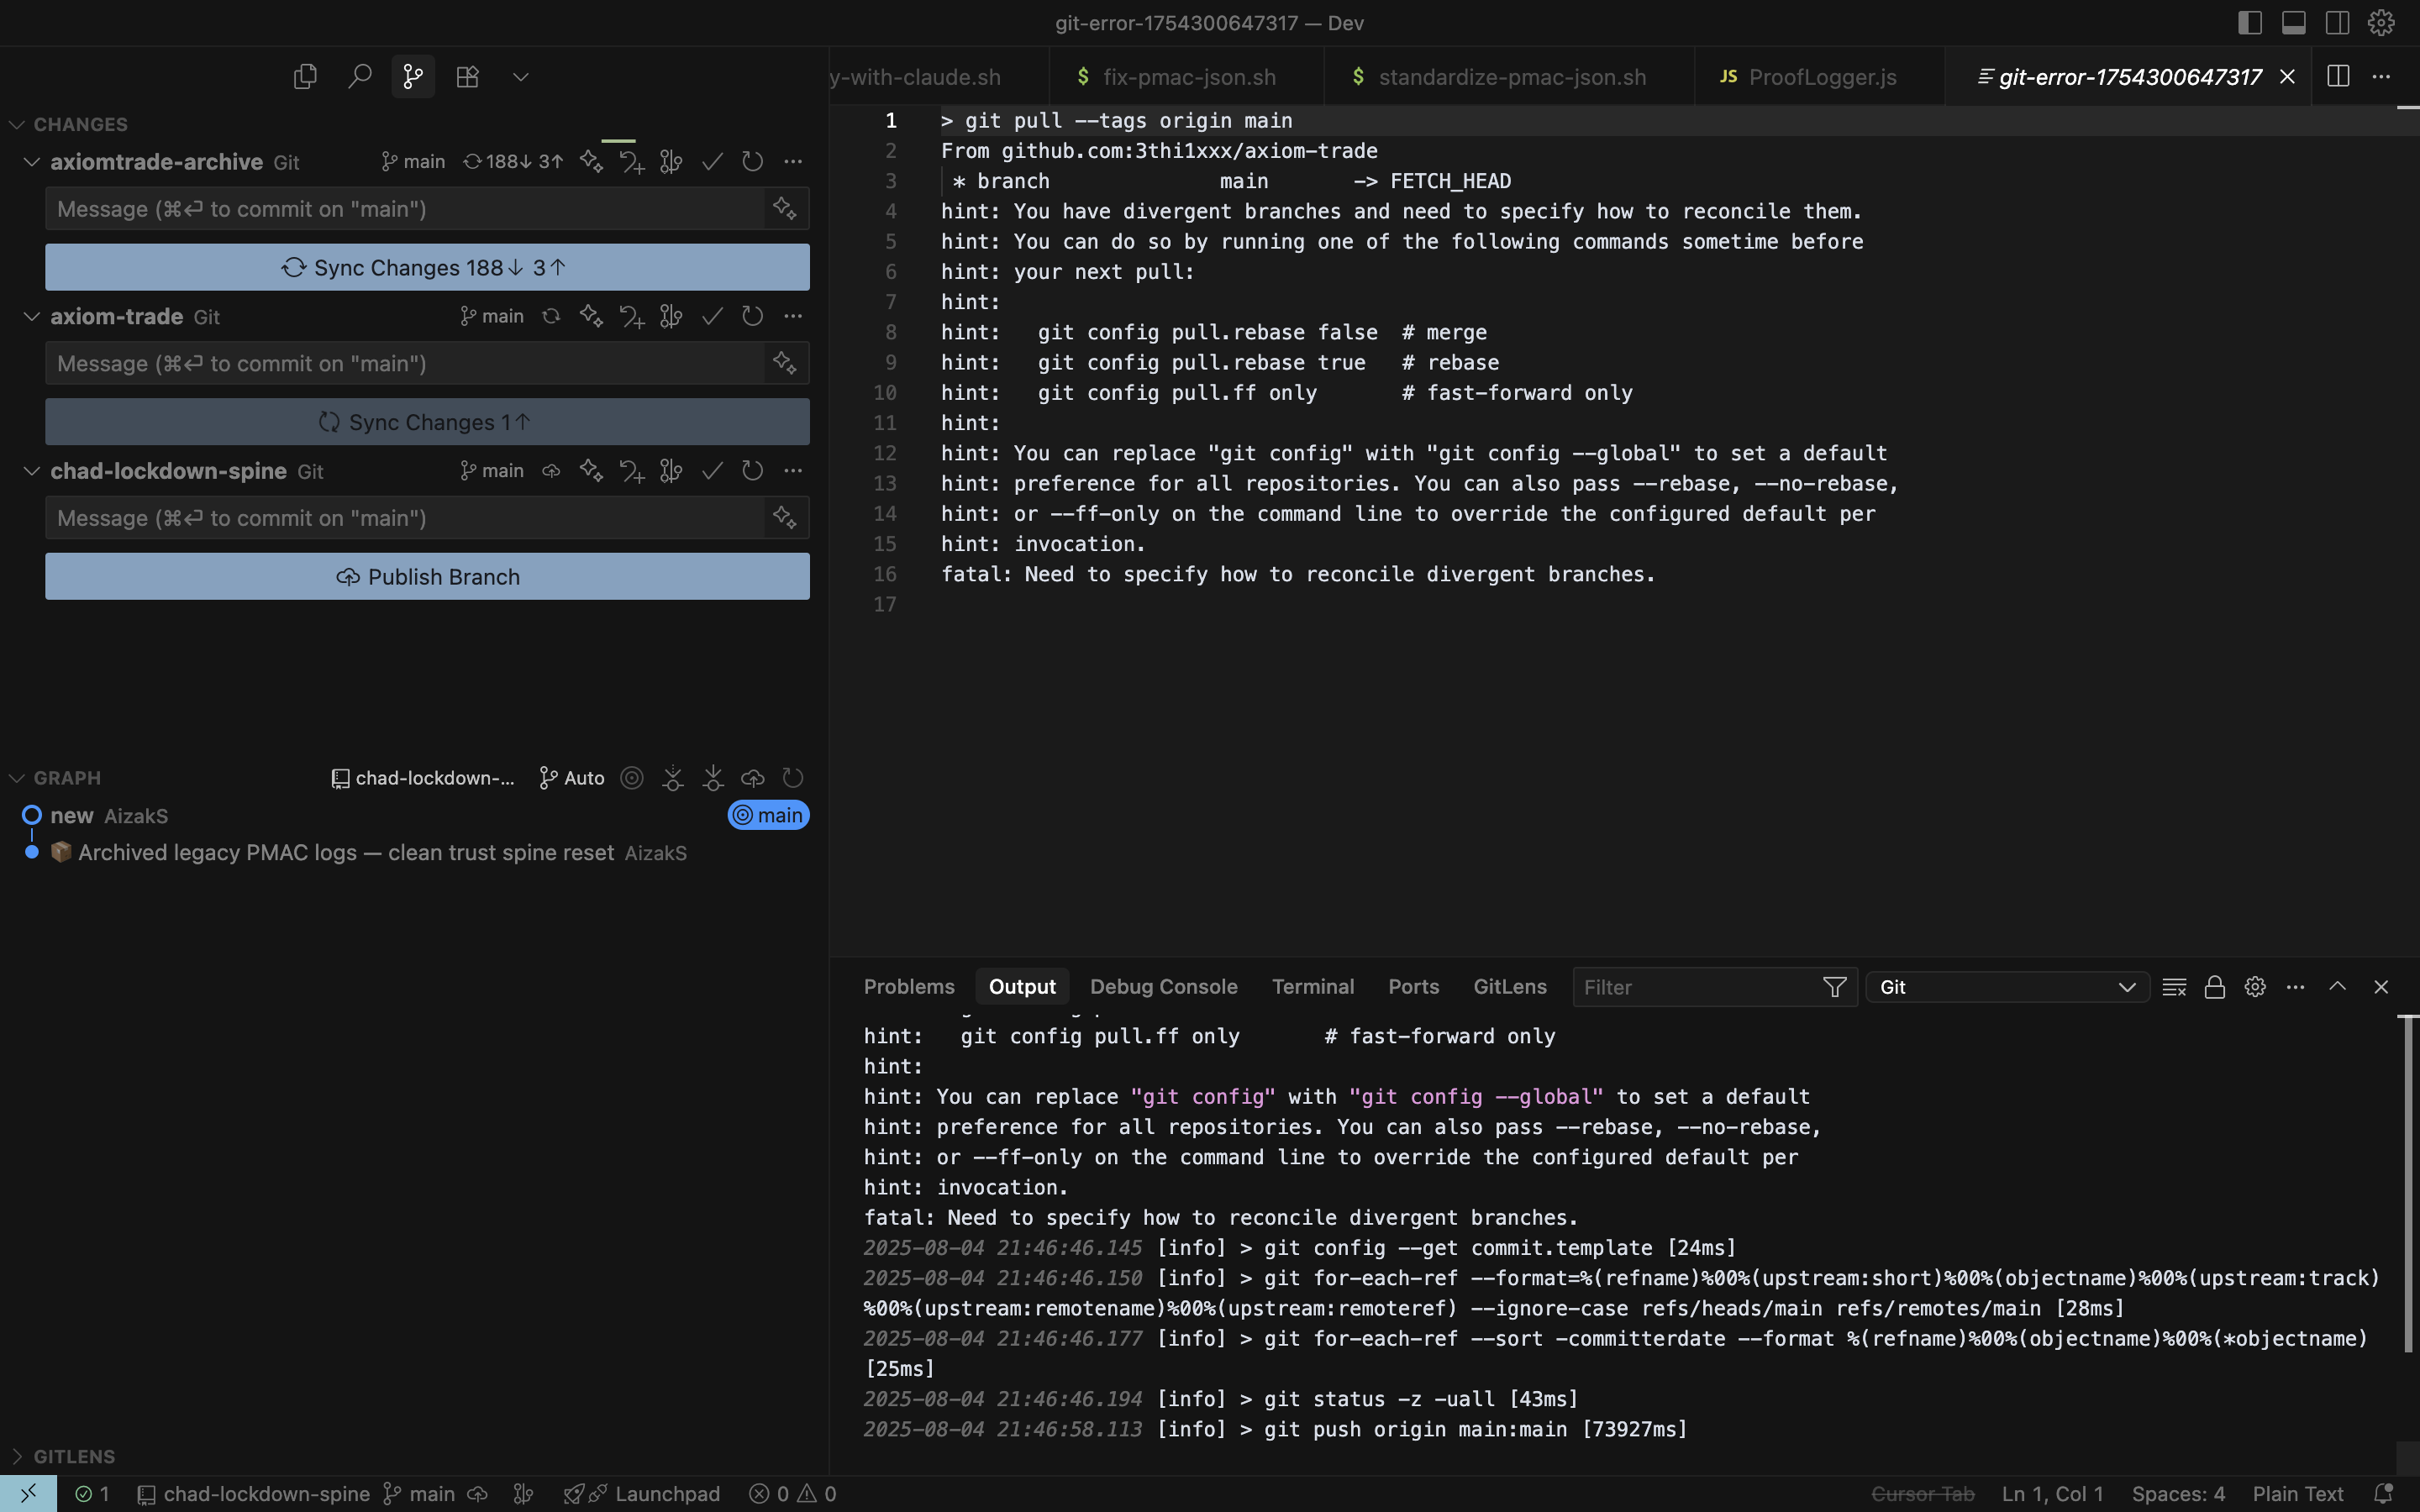 git-error-1754300647317 — Dev
CHANGES
axiomtrade-archive Git main 188↓ 3↑
Message (⌘⏎ to commit on "main")
Sync Changes 188↓ 3↑
axiom-trade Git main
Message (⌘⏎ to commit on "main")
Sync Changes 1↑
chad-lockdown-spine Git main
Message (⌘⏎ to commit on "main")
Publish Branch
GRAPH chad-lockdown-... Auto
new AizakS main
📦 Archived legacy PMAC logs — clean trust spine reset AizakS
GITLENS
y-with-claude.sh $ fix-pmac-json.sh $ standardize-pmac-json.sh JS ProofLogger.js git-error-1754300647317
1 > git pull --tags origin main
2 From github.com:3thi1xxx/axiom-trade
3 * branch main -> FETCH_HEAD
4 hint: You have divergent branches and need to specify how to reconcile them.
5 hint: You can do so by running one of the following commands sometime before
6 hint: your next pull:
7 hint:
8 hint: git config pull.rebase false # merge
9 hint: git config pull.rebase true # rebase
10 hint: git config pull.ff only # fast-forward only
11 hint:
12 hint: You can replace "git config" with "git config --global" to set a default
13 hint: preference for all repositories. You can also pass --rebase, --no-rebase,
14 hint: or --ff-only on the command line to override the configured default per
15 hint: invocation.
16 fatal: Need to specify how to reconcile divergent branches.
17
Problems Output Debug Console Terminal Ports GitLens Filter Git
hint: git config pull.ff only # fast-forward only
hint:
hint: You can replace "git config" with "git config --global" to set a default
hint: preference for all repositories. You can also pass --rebase, --no-rebase,
hint: or --ff-only on the command line to override the configured default per
hint: invocation.
fatal: Need to specify how to reconcile divergent branches.
2025-08-04 21:46:46.145 [info] > git config --get commit.template [24ms]
2025-08-04 21:46:46.150 [info] > git for-each-ref --format=%(refname)%00%(upstream:short)%00%(objectname)%00%(upstream:track)
%00%(upstream:remotename)%00%(upstream:remoteref) --ignore-case refs/heads/main refs/remotes/main [28ms]
2025-08-04 21:46:46.177 [info] > git for-each-ref --sort -committerdate --format %(refname)%00%(objectname)%00%(*objectname)
[25ms]
2025-08-04 21:46:46.194 [info] > git status -z -uall [43ms]
2025-08-04 21:46:58.113 [info] > git push origin main:main [73927ms]
1 chad-lockdown-spine main Launchpad 0 0 Cursor Tab Ln 1, Col 1 Spaces: 4 Plain Text